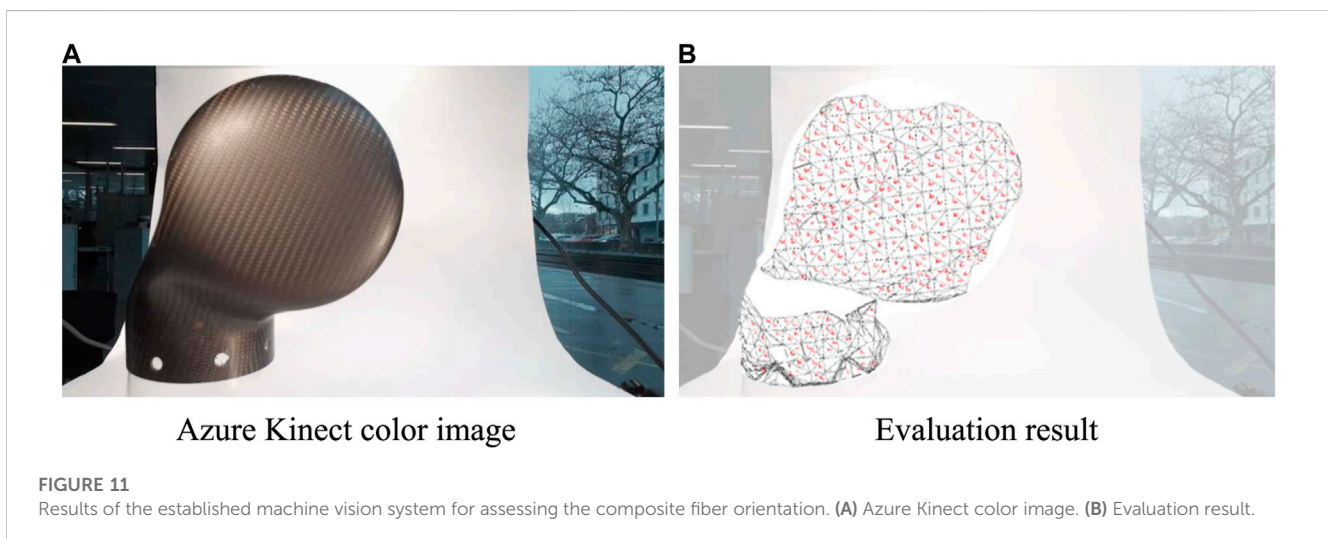 A
B
Azure Kinect color image
Evaluation result
FIGURE 11
Results of the established machine vision system for assessing the composite fiber orientation. (A) Azure Kinect color image. (B) Evaluation result.